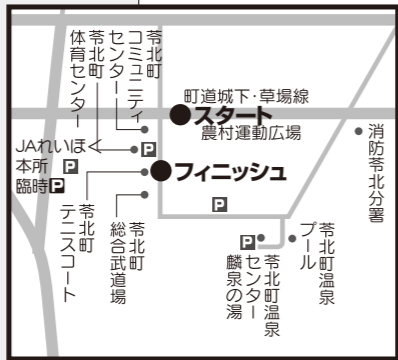 苓北町
体育センター
苓北町
コミュニティ
センター
町道城下・草場線
スタート
農村運動広場
消防苓北分署
JAれいほく
本所 P
臨時P
P
フィニッシュ
苓北町
テニスコート
苓北町
総合武道場
P
P
苓北町温泉
センター
麟泉の湯
苓北町温泉
プール